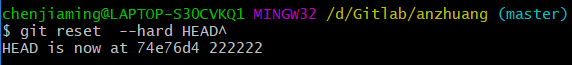 chenjiaming@LAPTOP-S3OCVKQ1 MINGW32 /d/Gitlab/anzhuang (master)
$ git reset  --hard HEAD^
HEAD is now at 74e76d4 222222